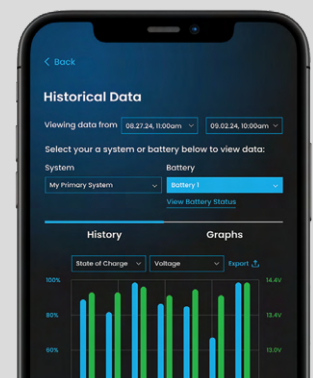 < Back
Historical Data
Viewing data from 08.27.24, 11:00am 09.02.24, 10:00am
Select your a system or battery below to view data:
System Battery
My Primary System Battery 1
View Battery Status
History Graphs
State of Charge Voltage Export
100% 14.4V
80% 13.4V
60% 13.0V